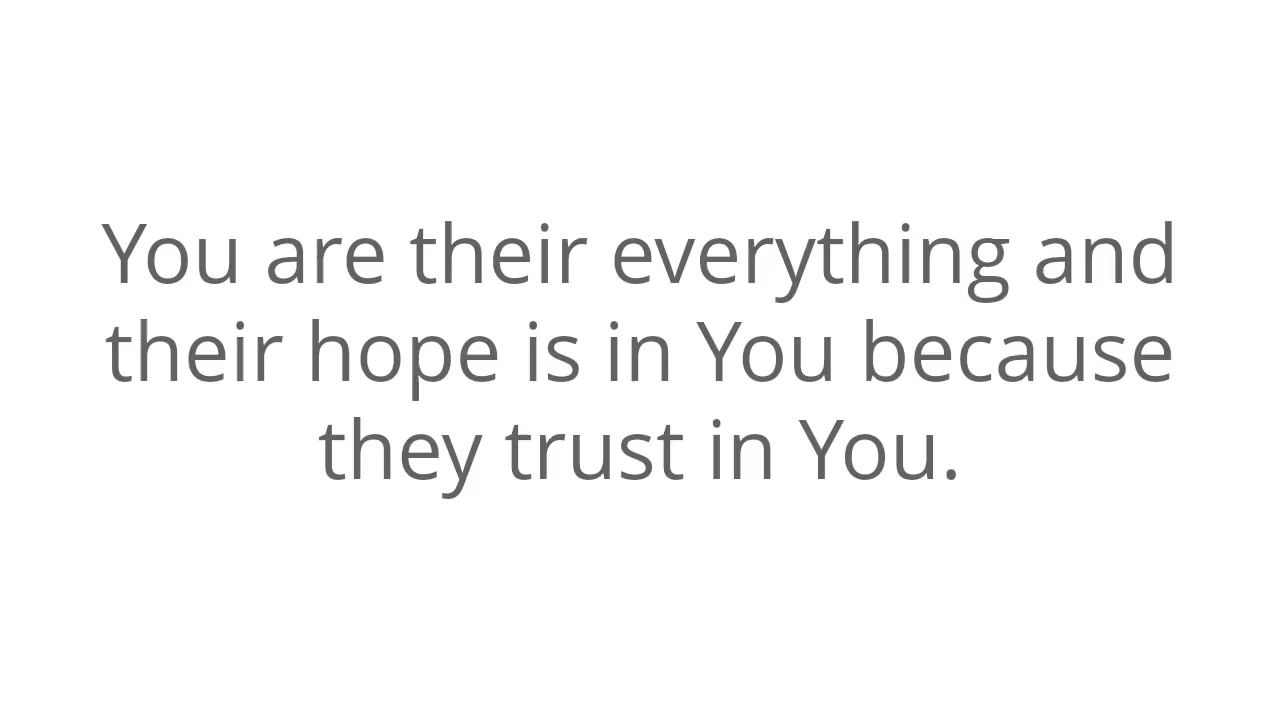 You are their everything and
their hope is in You because
they trust in You.